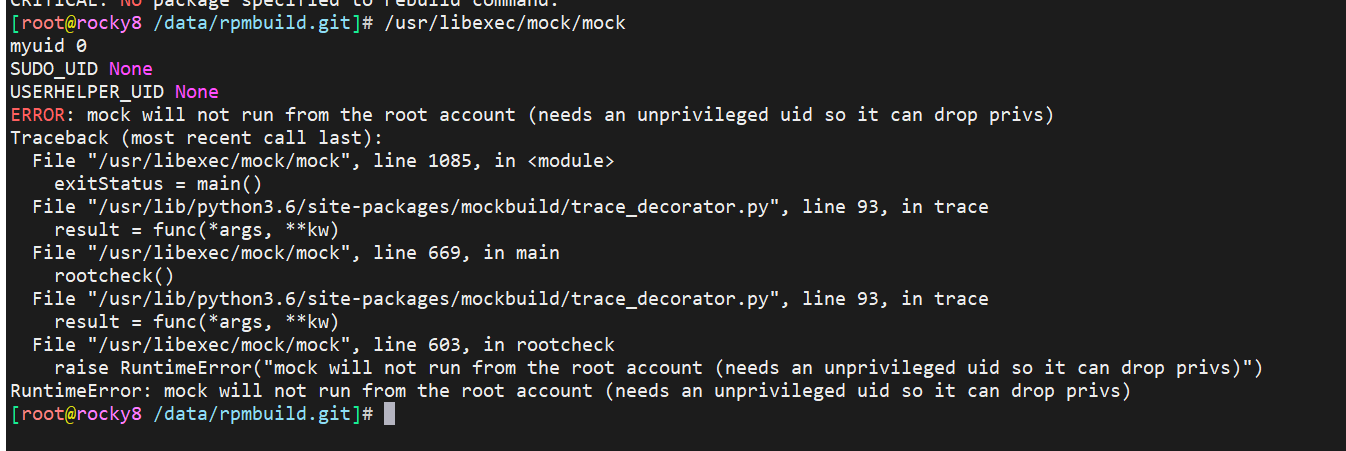 CRITICAL: No package specified to rebuild command.
[root@rocky8 /data/rpmbuild.git]# /usr/libexec/mock/mock
myuid 0
SUDO_UID None
USERHELPER_UID None
ERROR: mock will not run from the root account (needs an unprivileged uid so it can drop privs)
Traceback (most recent call last):
  File "/usr/libexec/mock/mock", line 1085, in <module>
    exitStatus = main()
  File "/usr/lib/python3.6/site-packages/mockbuild/trace_decorator.py", line 93, in trace
    result = func(*args, **kw)
  File "/usr/libexec/mock/mock", line 669, in main
    rootcheck()
  File "/usr/lib/python3.6/site-packages/mockbuild/trace_decorator.py", line 93, in trace
    result = func(*args, **kw)
  File "/usr/libexec/mock/mock", line 603, in rootcheck
    raise RuntimeError("mock will not run from the root account (needs an unprivileged uid so it can drop privs)")
RuntimeError: mock will not run from the root account (needs an unprivileged uid so it can drop privs)
[root@rocky8 /data/rpmbuild.git]#